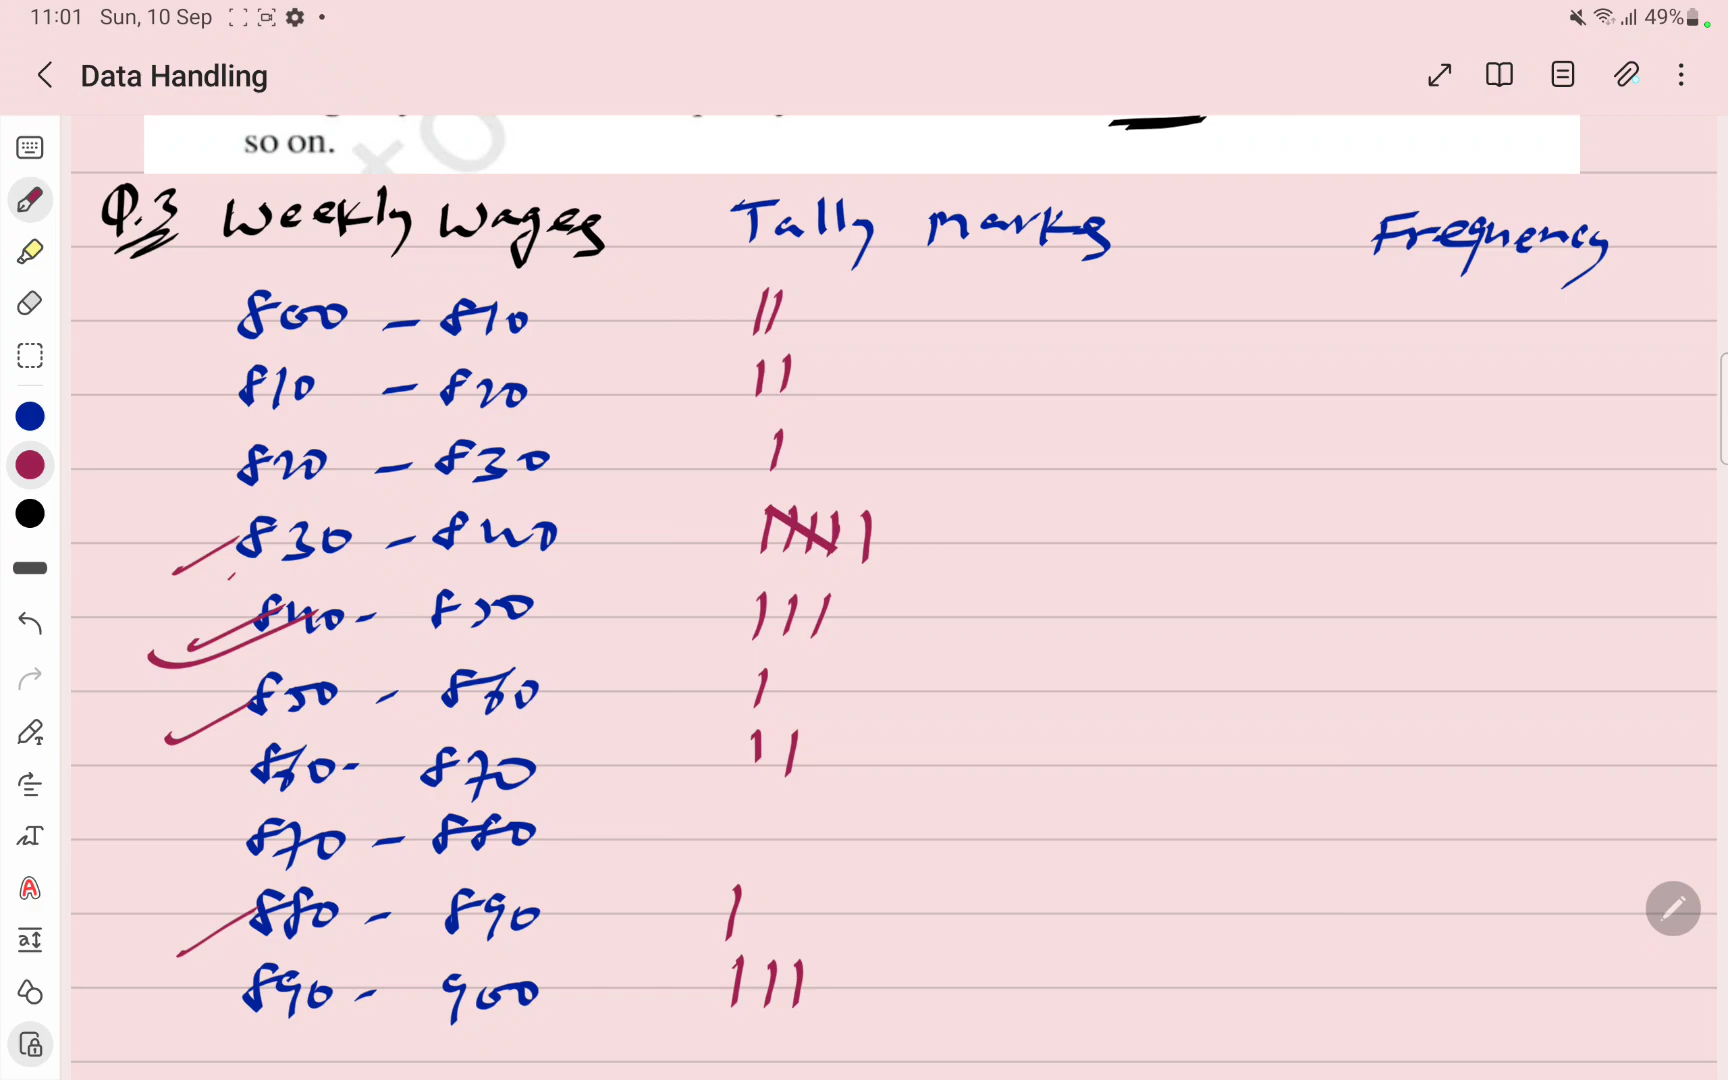 11:01 Sun, 10 Sep 49%
Data Handling
so on.
Q.3 Weekly Wages Tally Marks Frequency
800 - 810 ||
810 - 820 ||
820 - 830 |
830 - 840 |||| |
840 - 850 |||
850 - 860 |
860 - 870 ||
870 - 880
880 - 890 |
890 - 900 |||